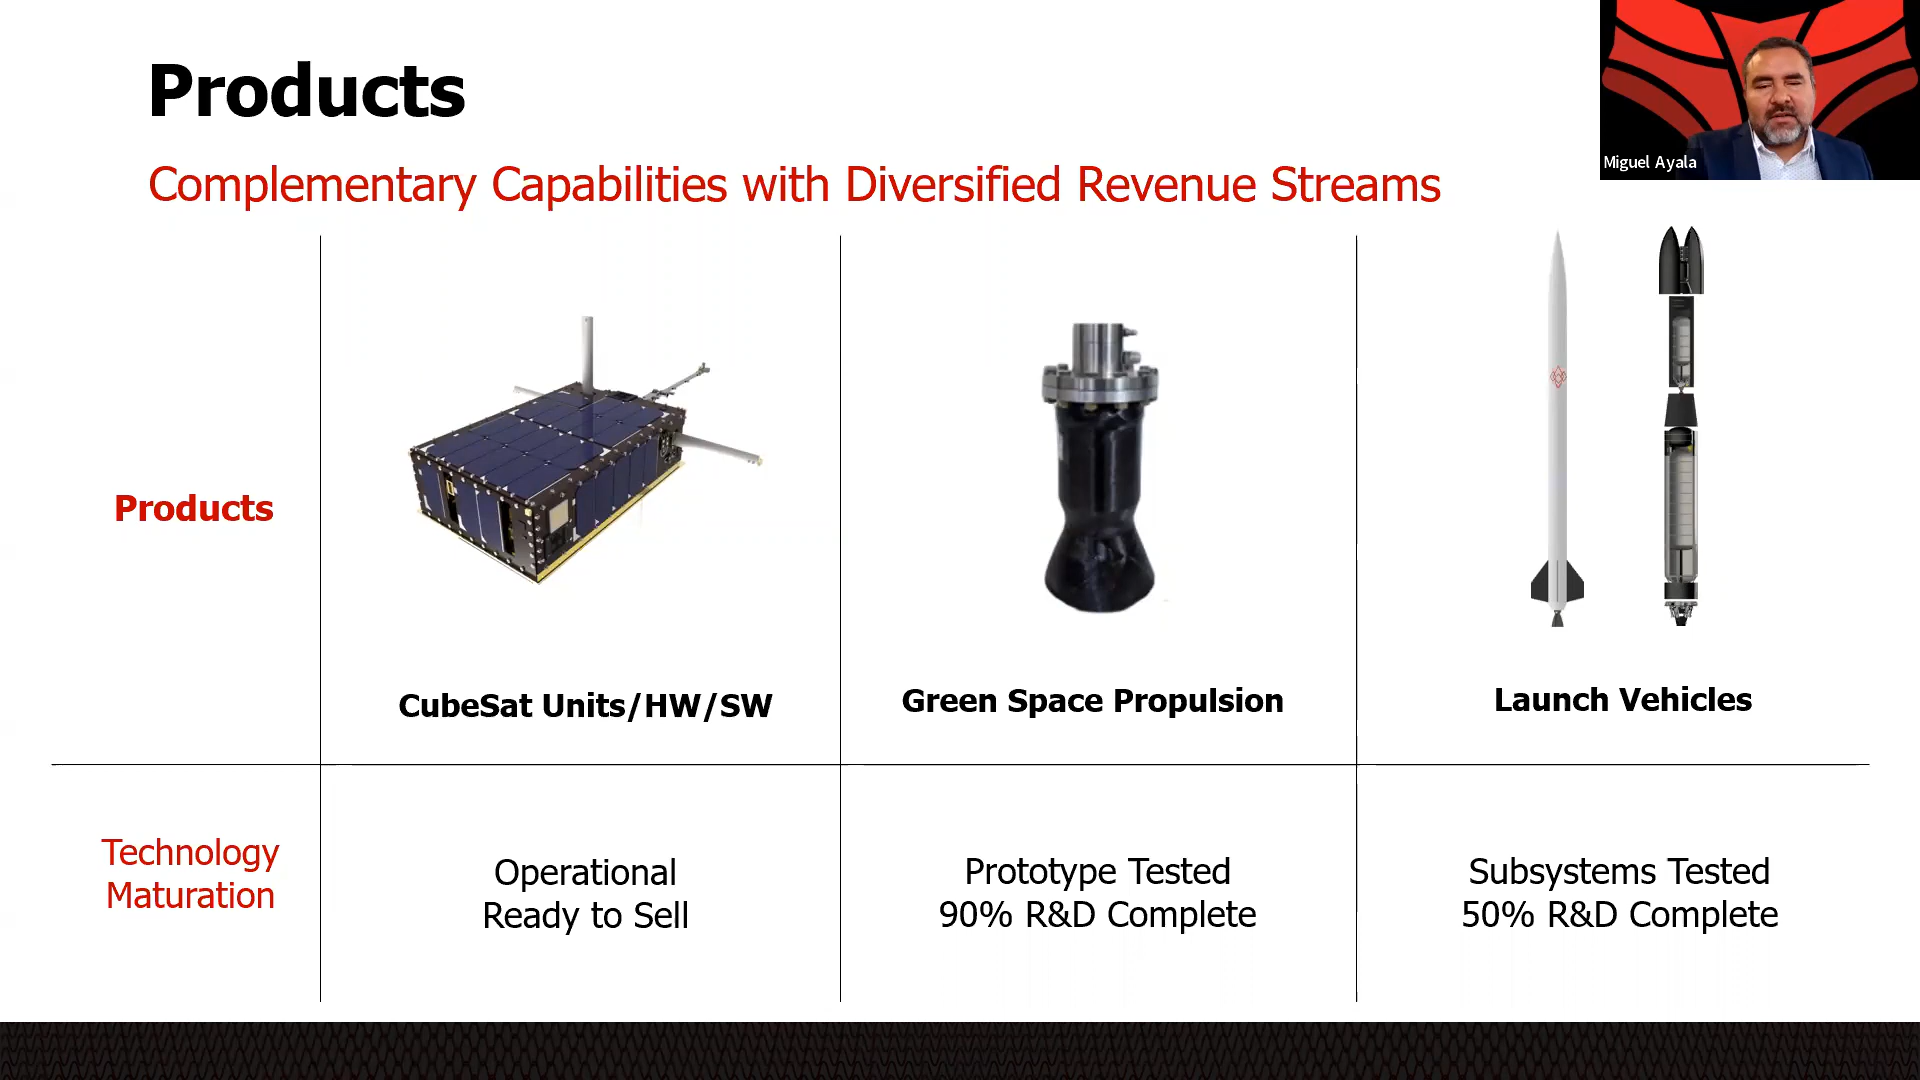 Products
Miguel Ayala
Complementary Capabilities with Diversified Revenue Streams
Products
CubeSat Units/HW/SW
Green Space Propulsion
Launch Vehicles
Technology
Maturation
Operational
Ready to Sell
Prototype Tested
90% R&D Complete
Subsystems Tested
50% R&D Complete